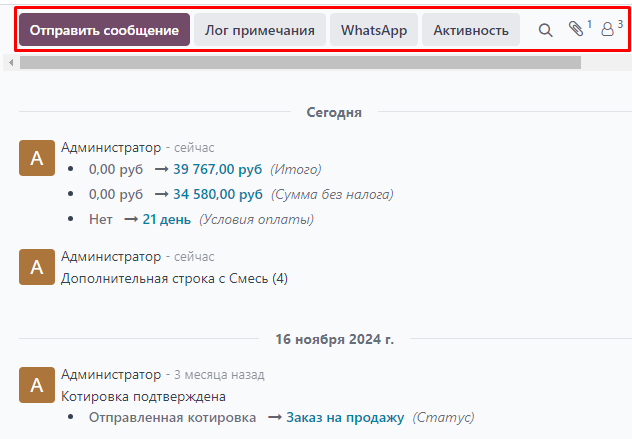 Отправить сообщение Лог примечания WhatsApp Активность 1 3
Сегодня
А Администратор - сейчас
• 0,00 руб → 39 767,00 руб (Итого)
• 0,00 руб → 34 580,00 руб (Сумма без налога)
• Нет → 21 день (Условия оплаты)
А Администратор - сейчас
Дополнительная строка с Смесь (4)
16 ноября 2024 г.
А Администратор - 3 месяца назад
Котировка подтверждена
• Отправленная котировка → Заказ на продажу (Статус)